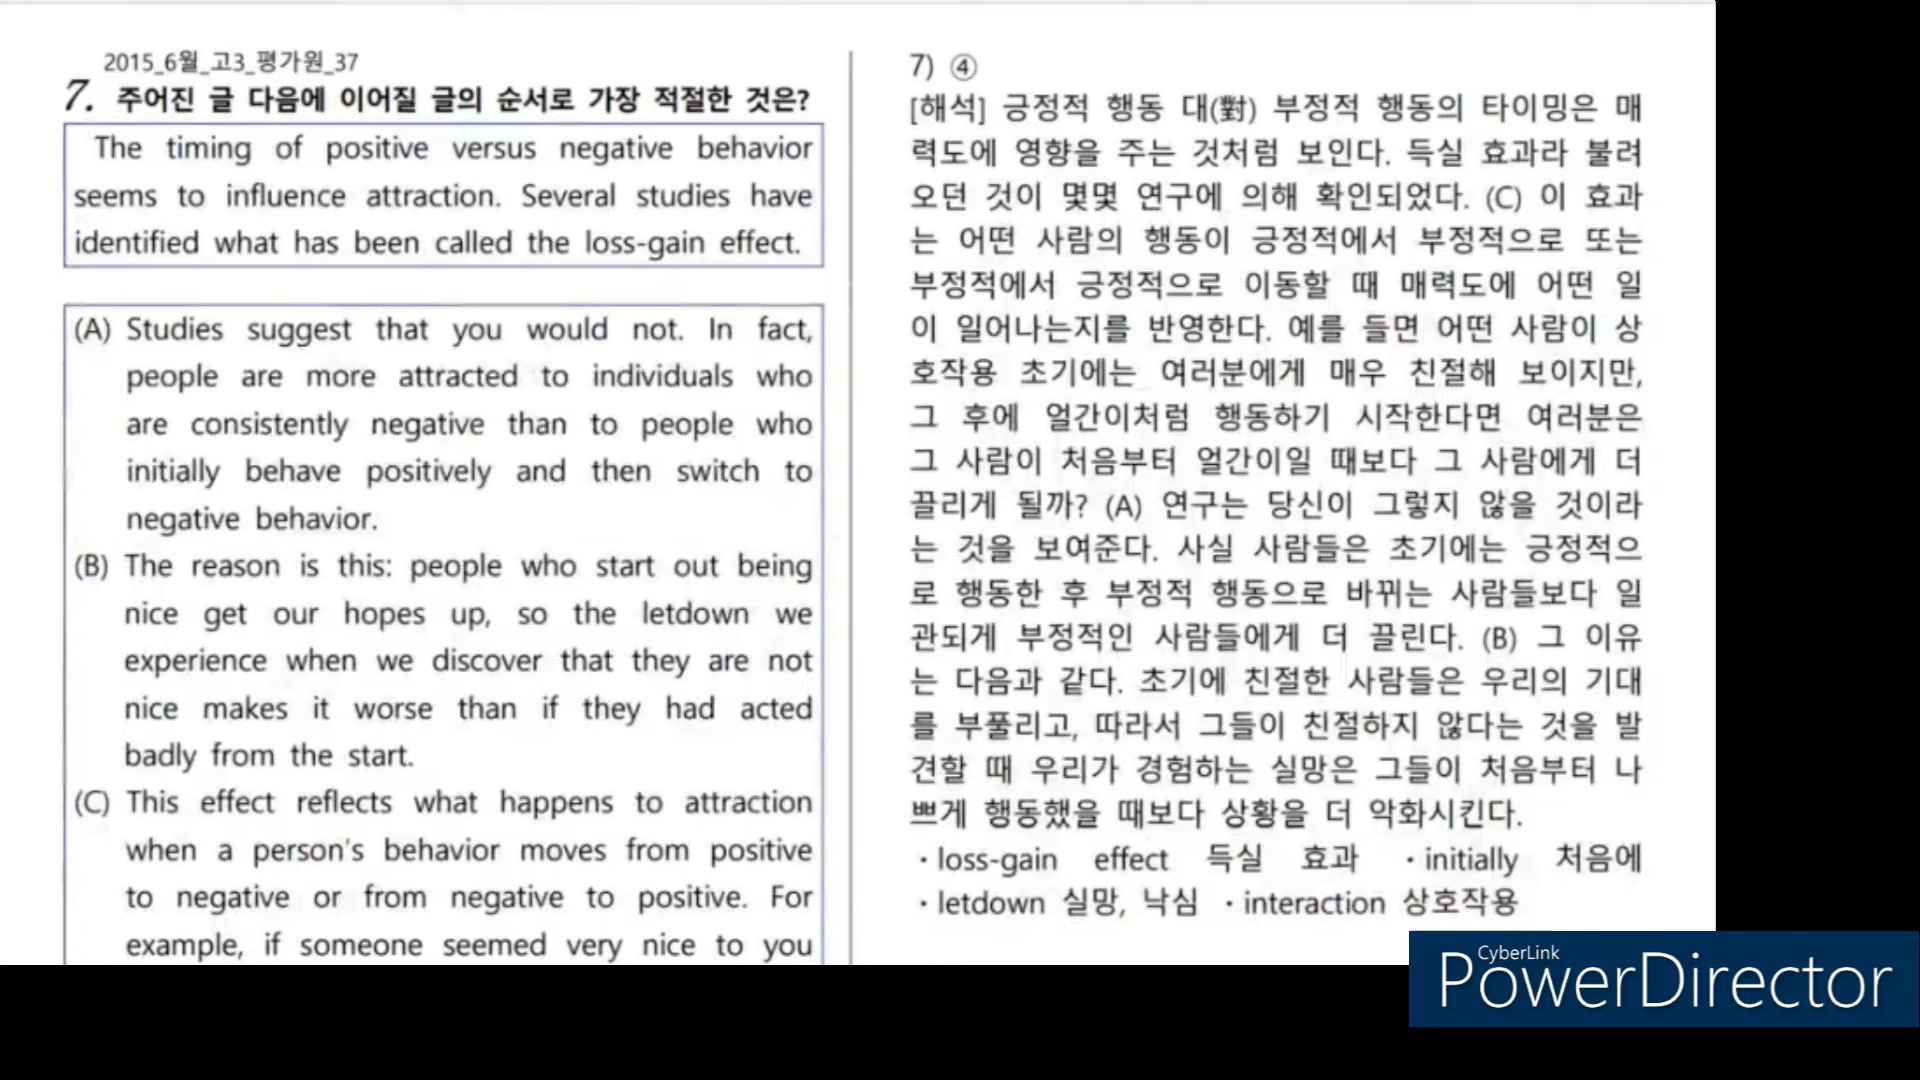 2015_6월_고3_평가원_37
7. 주어진 글 다음에 이어질 글의 순서로 가장 적절한 것은?
The timing of positive versus negative behavior
seems to influence attraction. Several studies have
identified what has been called the loss-gain effect.
(A) Studies suggest that you would not. In fact,
people are more attracted to individuals who
are consistently negative than to people who
initially behave positively and then switch to
negative behavior.
(B) The reason is this: people who start out being
nice get our hopes up, so the letdown we
experience when we discover that they are not
nice makes it worse than if they had acted
badly from the start.
(C) This effect reflects what happens to attraction
when a person's behavior moves from positive
to negative or from negative to positive. For
example, if someone seemed very nice to you
7) ④
[해석] 긍정적 행동 대(對) 부정적 행동의 타이밍은 매
력도에 영향을 주는 것처럼 보인다. 득실 효과라 불려
오던 것이 몇몇 연구에 의해 확인되었다. (C) 이 효과
는 어떤 사람의 행동이 긍정적에서 부정적으로 또는
부정적에서 긍정적으로 이동할 때 매력도에 어떤 일
이 일어나는지를 반영한다. 예를 들면 어떤 사람이 상
호작용 초기에는 여러분에게 매우 친절해 보이지만,
그 후에 얼간이처럼 행동하기 시작한다면 여러분은
그 사람이 처음부터 얼간이일 때보다 그 사람에게 더
끌리게 될까? (A) 연구는 당신이 그렇지 않을 것이라
는 것을 보여준다. 사실 사람들은 초기에는 긍정적으
로 행동한 후 부정적 행동으로 바뀌는 사람들보다 일
관되게 부정적인 사람들에게 더 끌린다. (B) 그 이유
는 다음과 같다. 초기에 친절한 사람들은 우리의 기대
를 부풀리고, 따라서 그들이 친절하지 않다는 것을 발
견할 때 우리가 경험하는 실망은 그들이 처음부터 나
쁘게 행동했을 때보다 상황을 더 악화시킨다.
・loss-gain effect 득실 효과 ・initially 처음에
・letdown 실망, 낙심 ・interaction 상호작용
CyberLink
PowerDirector